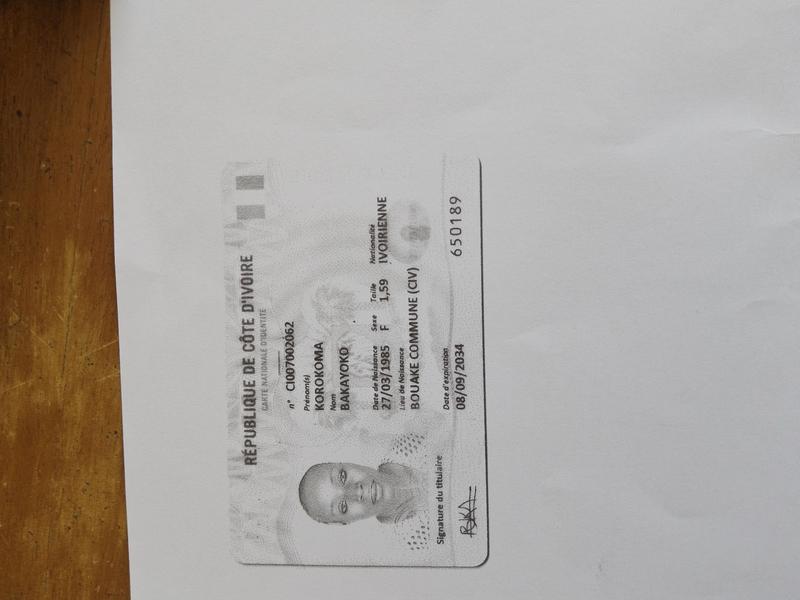 RÉPUBLIQUE DE CÔTE D'IVOIRE
CARTE NATIONALE D'IDENTITÉ
n° CI007002062
Prénom(s)
KOROKOMA
Nom
BAKAYOKO
Date de Naissance Sexe Taille Nationalité
27/03/1985 F 1,59 IVOIRIENNE
Lieu de Naissance
BOUAKE COMMUNE (CIV)
Signature du titulaire
Date d'expiration
08/09/2034
650189